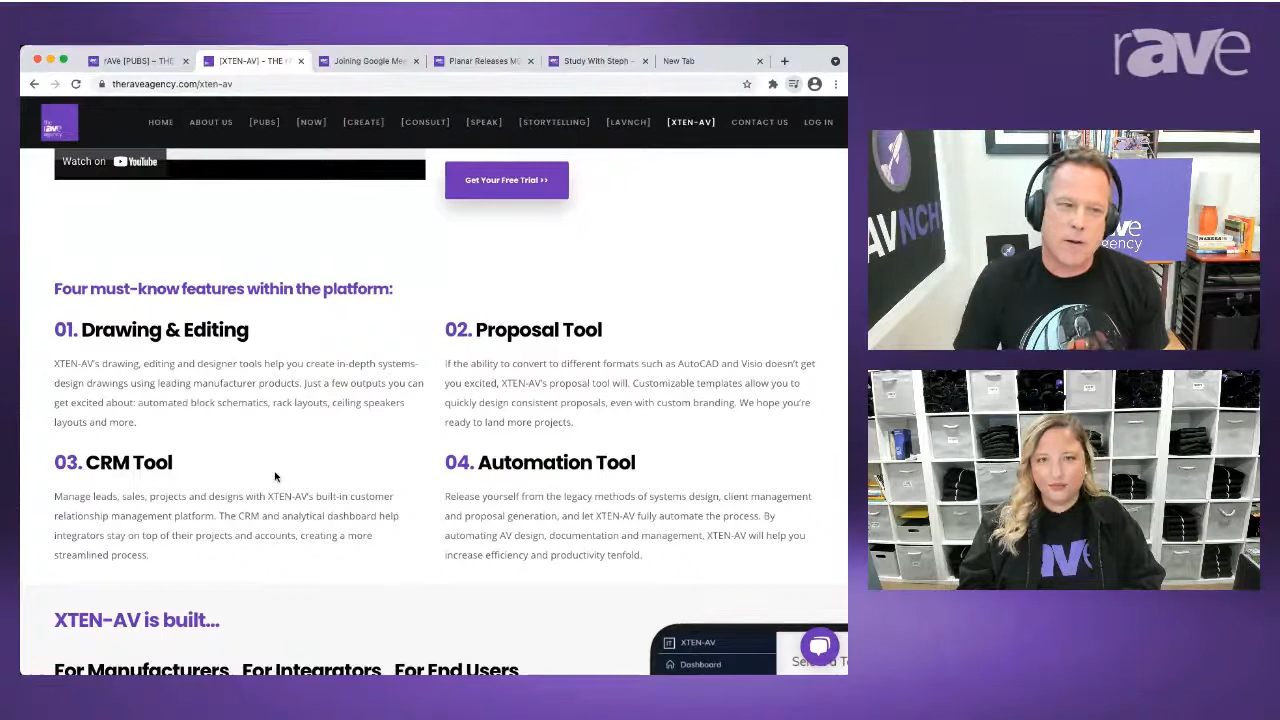 rAVe [PUBS] – THE
[XTEN-AV] - THE r
Joining Google Mee
Planar Releases M
Study With Steph –
New Tab
theraveagency.com/xten-av
the
rave
agency
HOME
ABOUT US
[PUBS]
[NOW]
[CREATE]
[CONSULT]
[SPEAK]
[STORYTELLING]
[LAVNCH]
[XTEN-AV]
CONTACT US
LOG IN
Watch on YouTube
Get Your Free Trial >>
Four must-know features within the platform:
01. Drawing & Editing
XTEN-AV's drawing, editing and designer tools help you create in-depth systems-
design drawings using leading manufacturer products. Just a few outputs you can
get excited about: automated block schematics, rack layouts, ceiling speakers
layouts and more.
02. Proposal Tool
If the ability to convert to different formats such as AutoCAD and Visio doesn't get
you excited, XTEN-AV's proposal tool will. Customizable templates allow you to
quickly design consistent proposals, even with custom branding. We hope you're
ready to land more projects.
03. CRM Tool
Manage leads, sales, projects and designs with XTEN-AV's built-in customer
relationship management platform. The CRM and analytical dashboard help
integrators stay on top of their projects and accounts, creating a more
streamlined process.
04. Automation Tool
Release yourself from the legacy methods of systems design, client management
and proposal generation, and let XTEN-AV fully automate the process. By
automating AV design, documentation and management, XTEN-AV will help you
increase efficiency and productivity tenfold.
XTEN-AV is built...
For Manufacturers
For Integrators
For End Users
XTEN-AV
Dashboard
rave
AVNCH
ve
gency
AV